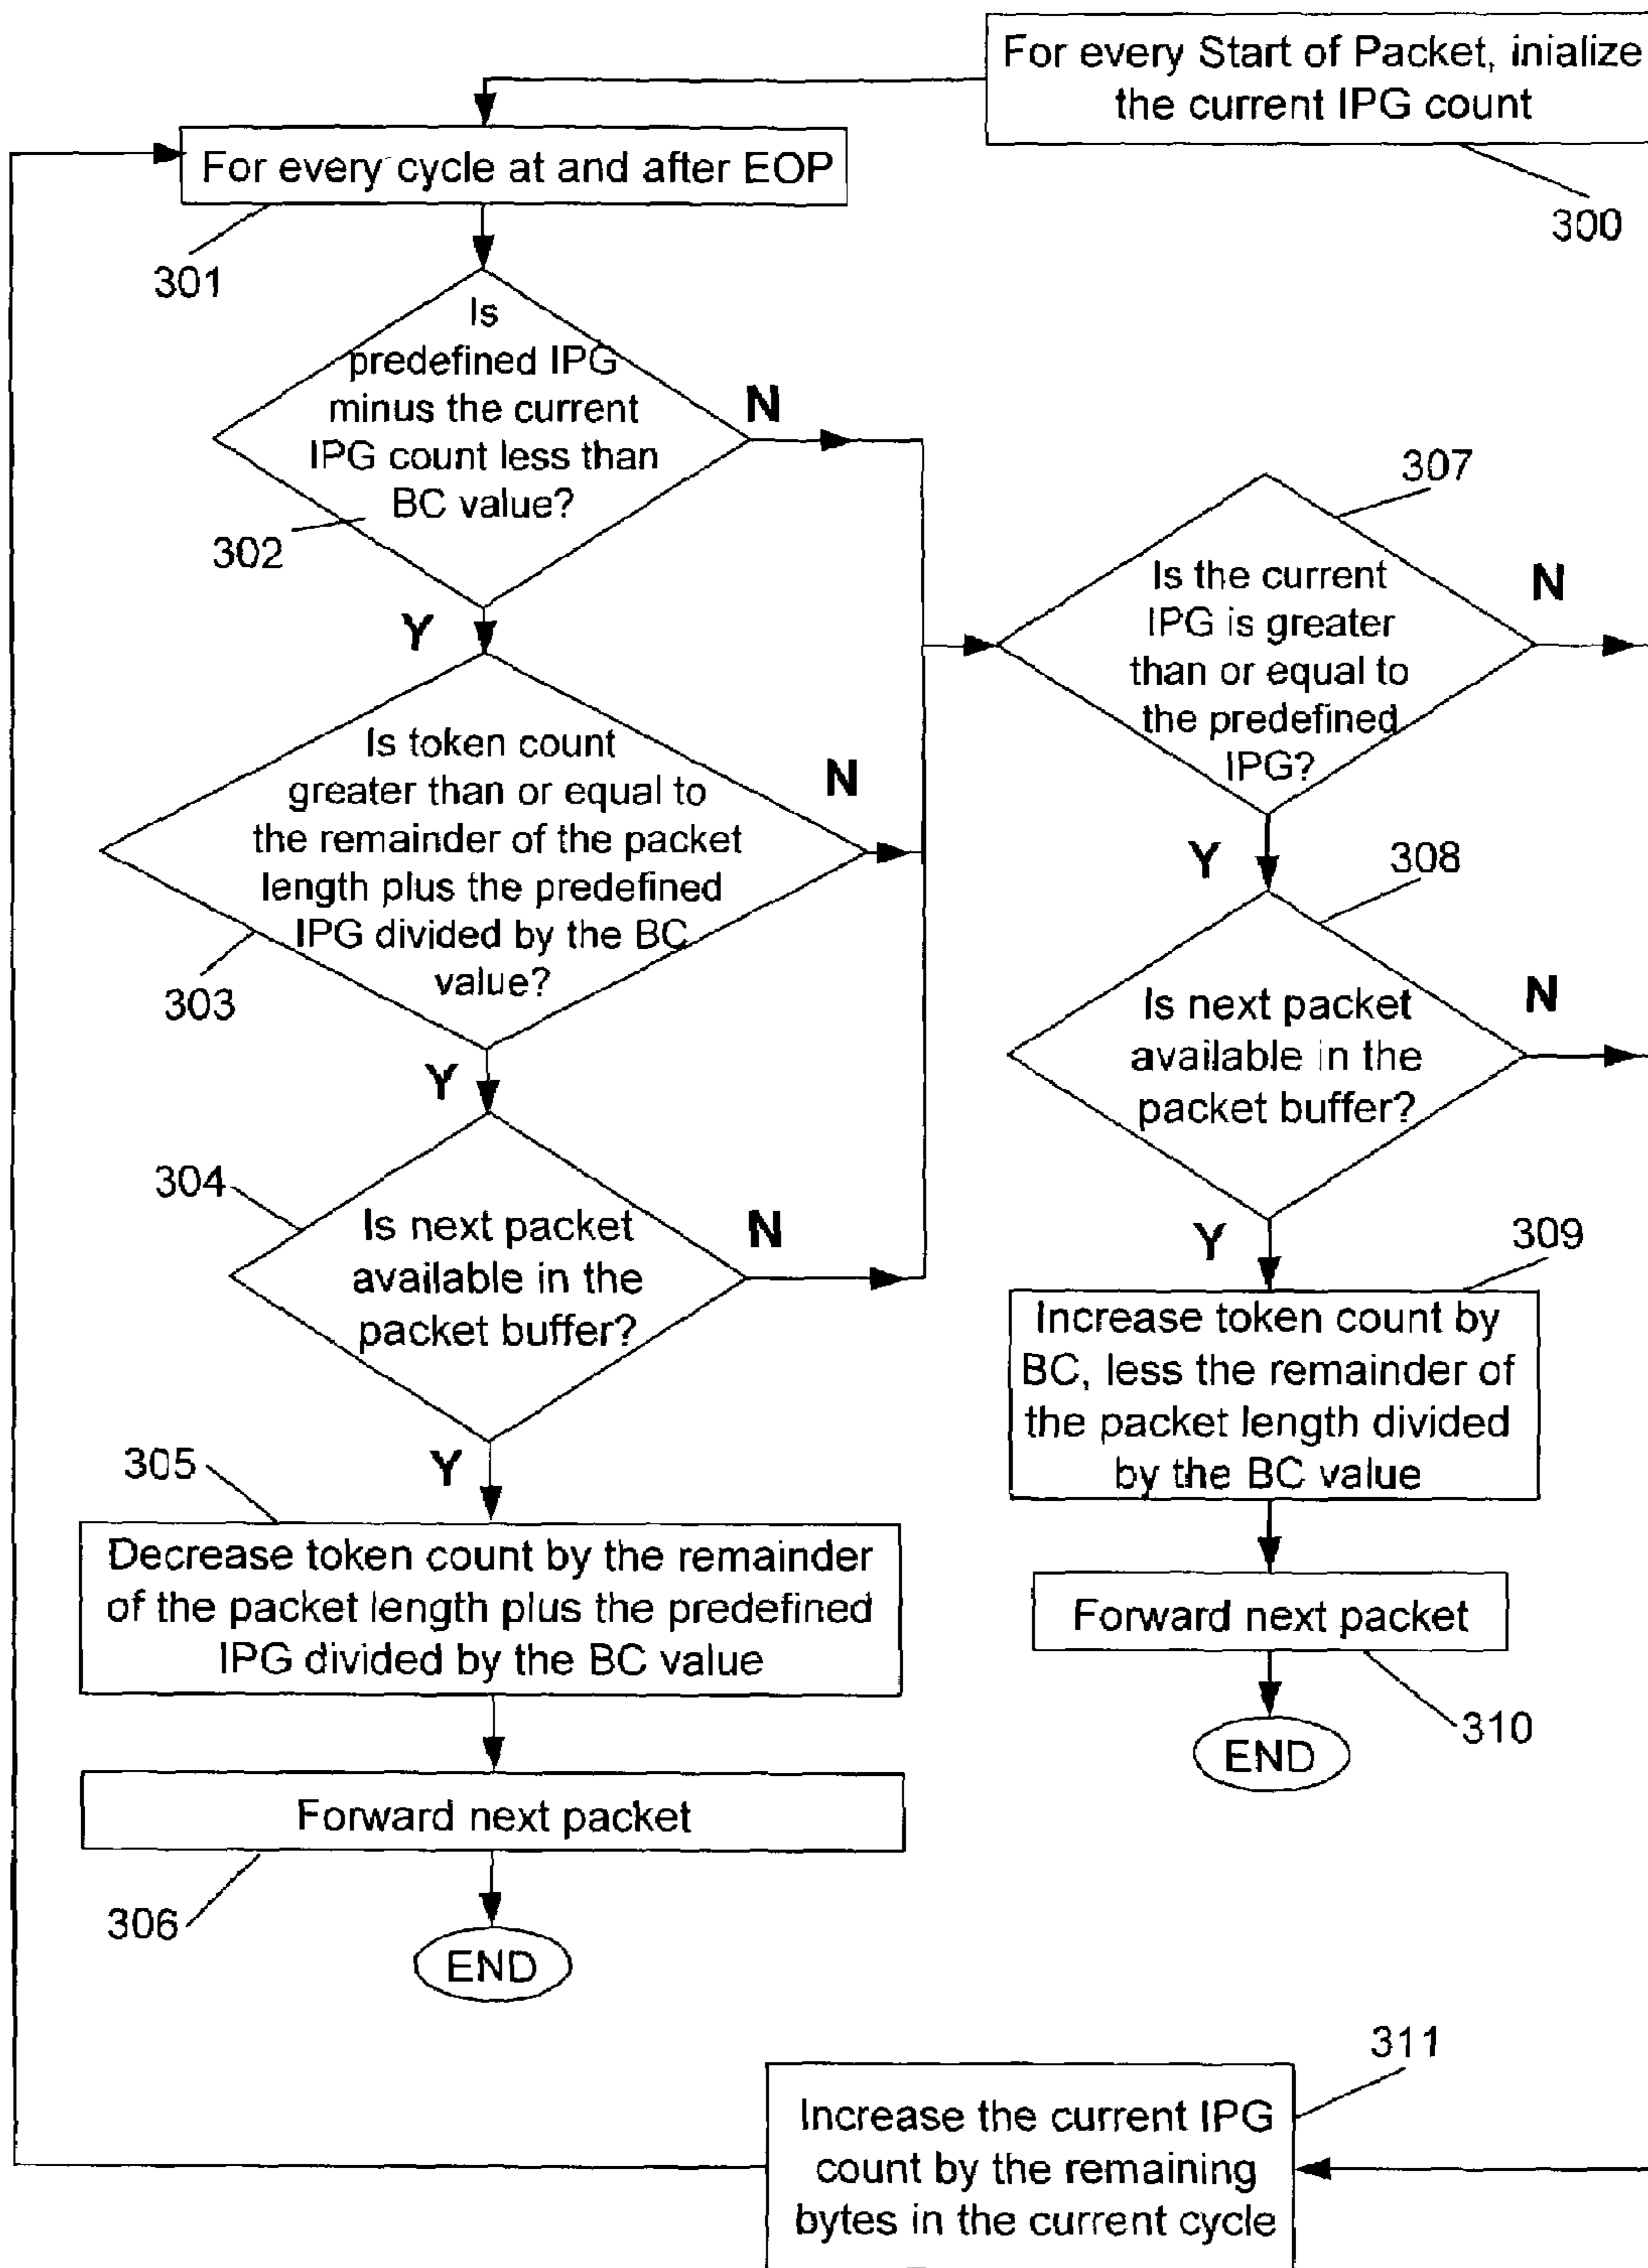 For every Start of Packet, inialize
the current IPG count
300
For every cycle at and after EOP
301
Is
predefined IPG
minus the current
IPG count less than
BC value?
N
302
Y
Is token count
greater than or equal to
the remainder of the packet
length plus the predefined
IPG divided by the BC
value?
N
303
Y
304
Is next packet
available in the
packet buffer?
N
Y
305
Decrease token count by the remainder
of the packet length plus the predefined
IPG divided by the BC value
Forward next packet
306
END
307
Is the current
IPG is greater
than or equal to
the predefined
IPG?
N
Y
308
Is next packet
available in the
packet buffer?
N
Y
309
Increase token count by
BC, less the remainder of
the packet length divided
by the BC value
Forward next packet
310
END
311
Increase the current IPG
count by the remaining
bytes in the current cycle